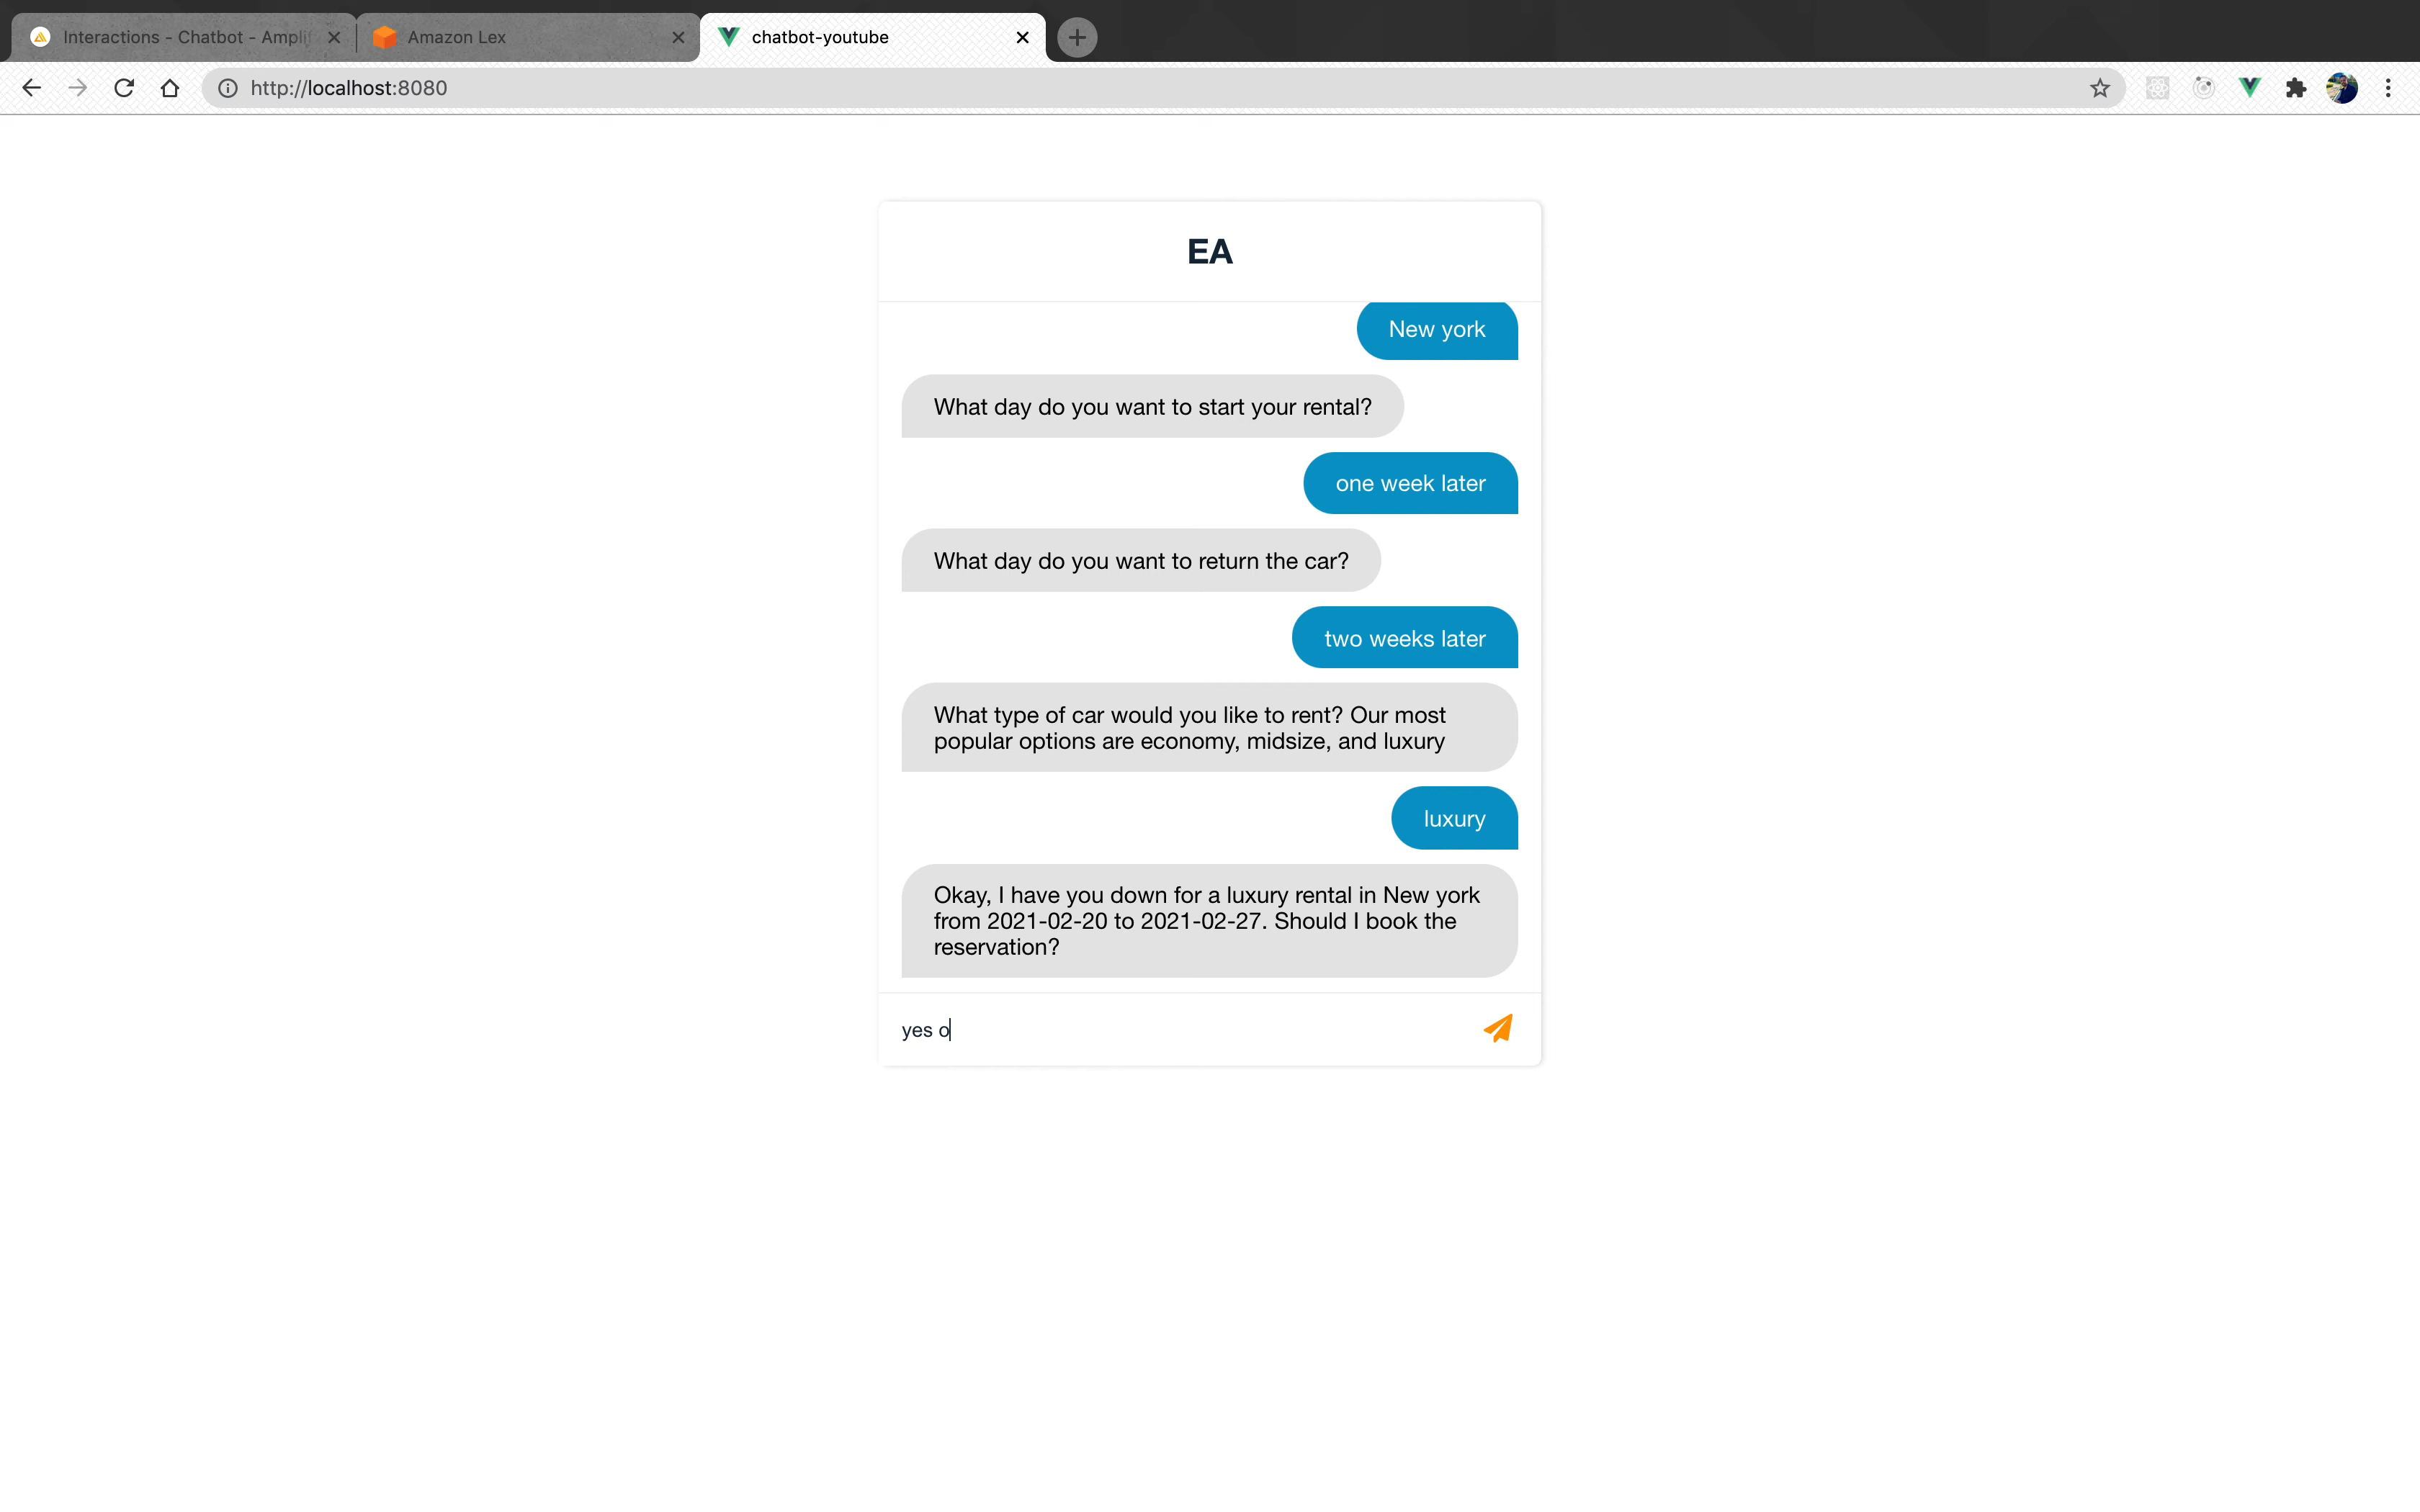 Interactions - Chatbot - Ampli
Amazon Lex
chatbot-youtube
http://localhost:8080
EA
New york
What day do you want to start your rental?
one week later
What day do you want to return the car?
two weeks later
What type of car would you like to rent? Our most
popular options are economy, midsize, and luxury
luxury
Okay, I have you down for a luxury rental in New york
from 2021-02-20 to 2021-02-27. Should I book the
reservation?
yes o